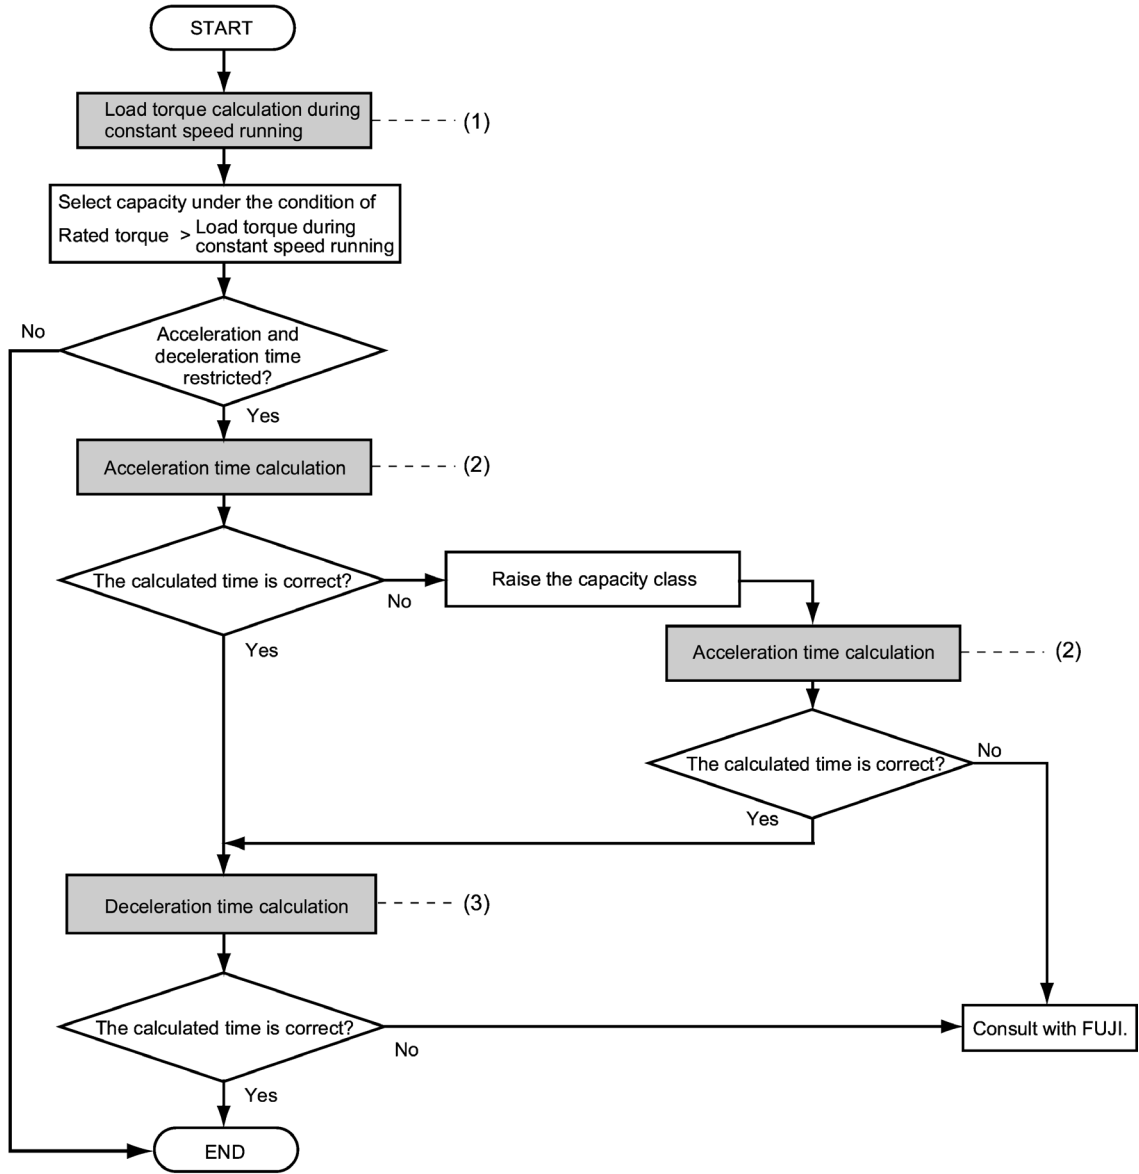 START
Load torque calculation during
constant speed running
(1)
Select capacity under the condition of
Rated torque > Load torque during
constant speed running
No
Acceleration and
deceleration time
restricted?
Yes
Acceleration time calculation
(2)
The calculated time is correct?
No
Raise the capacity class
Yes
Acceleration time calculation
(2)
The calculated time is correct?
No
Yes
Deceleration time calculation
(3)
The calculated time is correct?
No
Consult with FUJI.
Yes
END